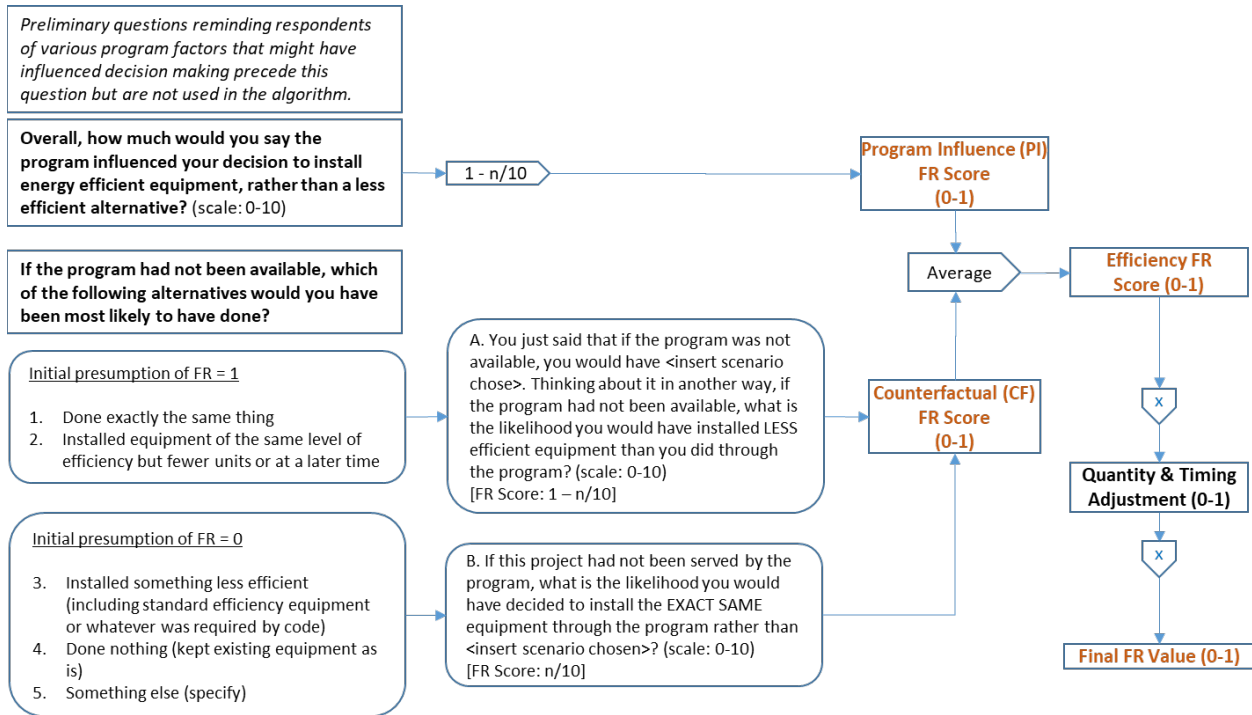 Preliminary questions reminding respondents
of various program factors that might have
influenced decision making precede this
question but are not used in the algorithm.
Overall, how much would you say the
program influenced your decision to install
energy efficient equipment, rather than a less
efficient alternative? (scale: 0-10)
1 - n/10
Program Influence (PI)
FR Score
(0-1)
If the program had not been available, which
of the following alternatives would you have
been most likely to have done?
Average
Efficiency FR
Score (0-1)
Initial presumption of FR = 1
1. Done exactly the same thing
2. Installed equipment of the same level of
efficiency but fewer units or at a later time
A. You just said that if the program was not
available, you would have <insert scenario
chose>. Thinking about it in another way, if
the program had not been available, what is
the likelihood you would have installed LESS
efficient equipment than you did through
the program? (scale: 0-10)
[FR Score: 1 – n/10]
Counterfactual (CF)
FR Score
(0-1)
x
Quantity & Timing
Adjustment (0-1)
x
Initial presumption of FR = 0
3. Installed something less efficient
(including standard efficiency equipment
or whatever was required by code)
4. Done nothing (kept existing equipment as
is)
5. Something else (specify)
B. If this project had not been served by the
program, what is the likelihood you would
have decided to install the EXACT SAME
equipment through the program rather than
<insert scenario chosen>? (scale: 0-10)
[FR Score: n/10]
Final FR Value (0-1)